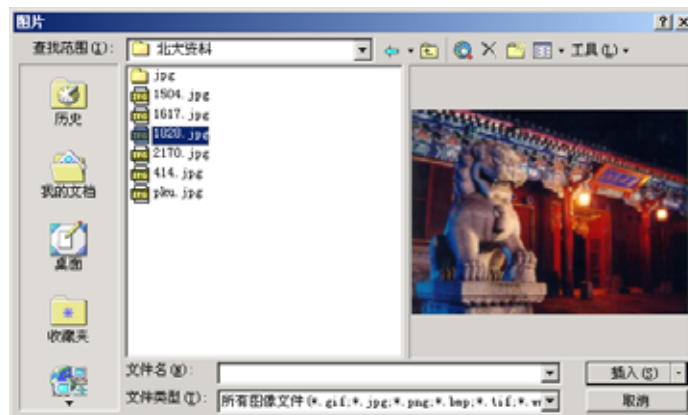 图片
查找范围(I):
北大资料
工具(L)
历史
我的文档
桌面
收藏夹
jpg
1504.jpg
1617.jpg
1828.jpg
2170.jpg
414.jpg
pku.jpg
文件名(N):
插入(S)
文件类型(T):
所有图像文件(*.gif;*.jpg;*.png;*.bmp;*.tif;*.w
取消